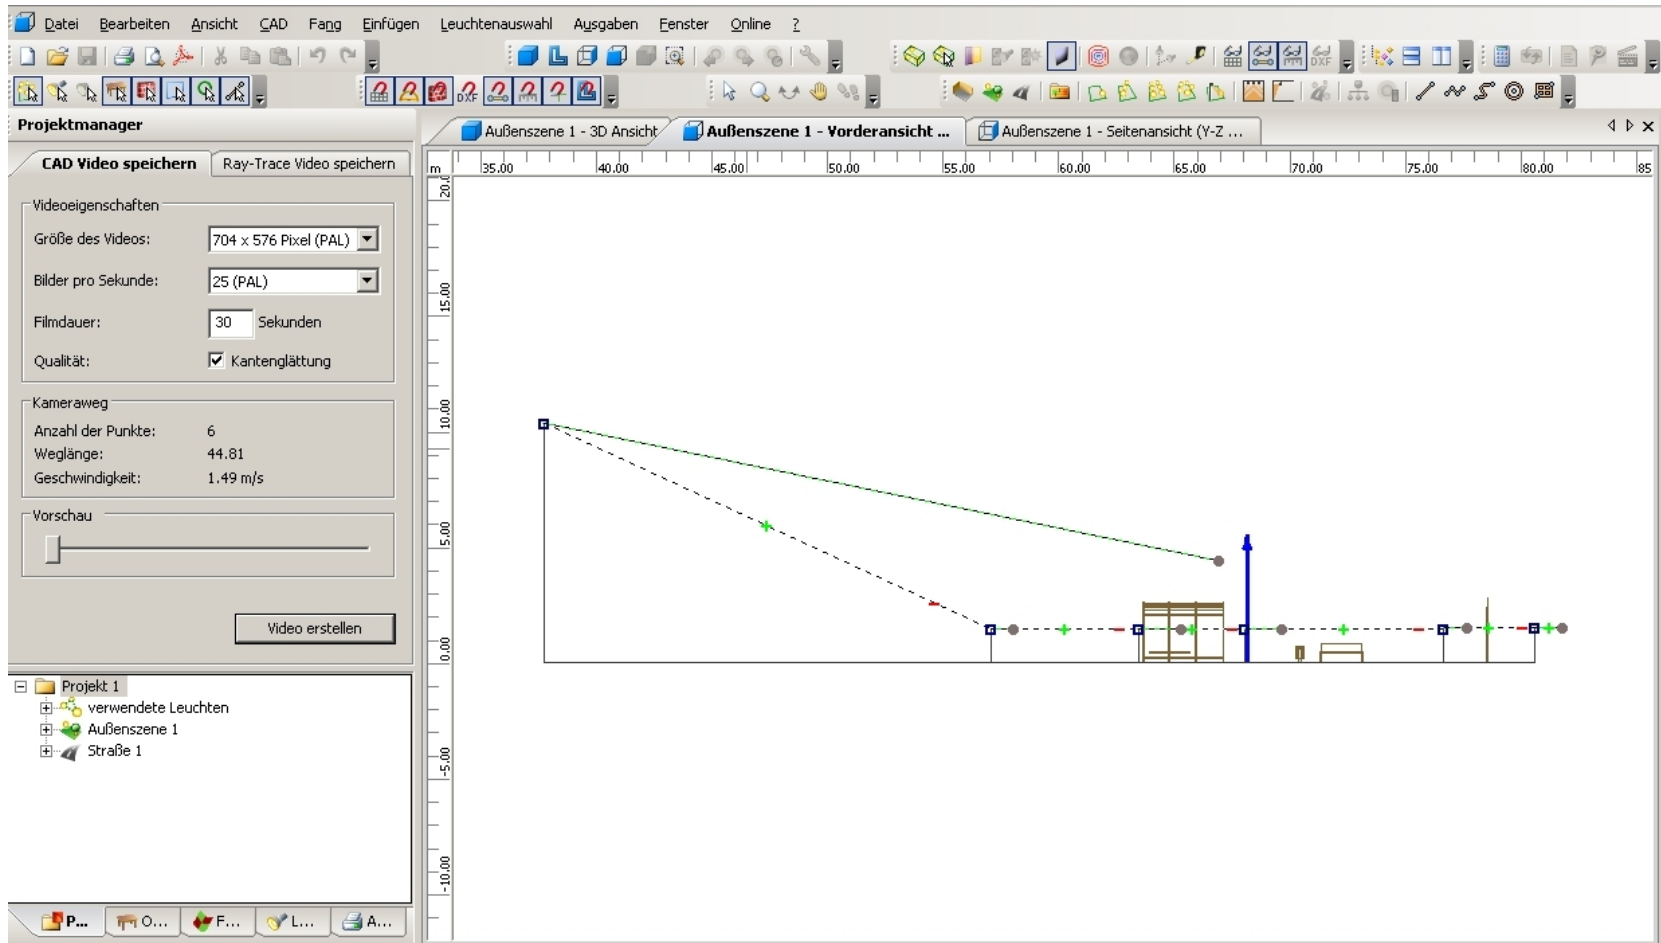 Datei Bearbeiten Ansicht CAD Fang Einfügen Leuchtenauswahl Ausgaben Fenster Online ?
DXF
DXF
Projektmanager
Außenszene 1 - 3D Ansicht Außenszene 1 - Vorderansicht ... Außenszene 1 - Seitenansicht (Y-Z ...
CAD Video speichern Ray-Trace Video speichern
m 35.00 40.00 45.00 50.00 55.00 60.00 65.00 70.00 75.00 80.00 85
20.0
15.00
10.00
5.00
0.00
-5.00
-10.00
Videoeigenschaften
Größe des Videos: 704 x 576 Pixel (PAL)
Bilder pro Sekunde: 25 (PAL)
Filmdauer: 30 Sekunden
Qualität: Kantenglättung
Kameraweg
Anzahl der Punkte: 6
Weglänge: 44.81
Geschwindigkeit: 1.49 m/s
Vorschau
Video erstellen
Projekt 1
verwendete Leuchten
Außenszene 1
Straße 1
P... O... F... L... A...